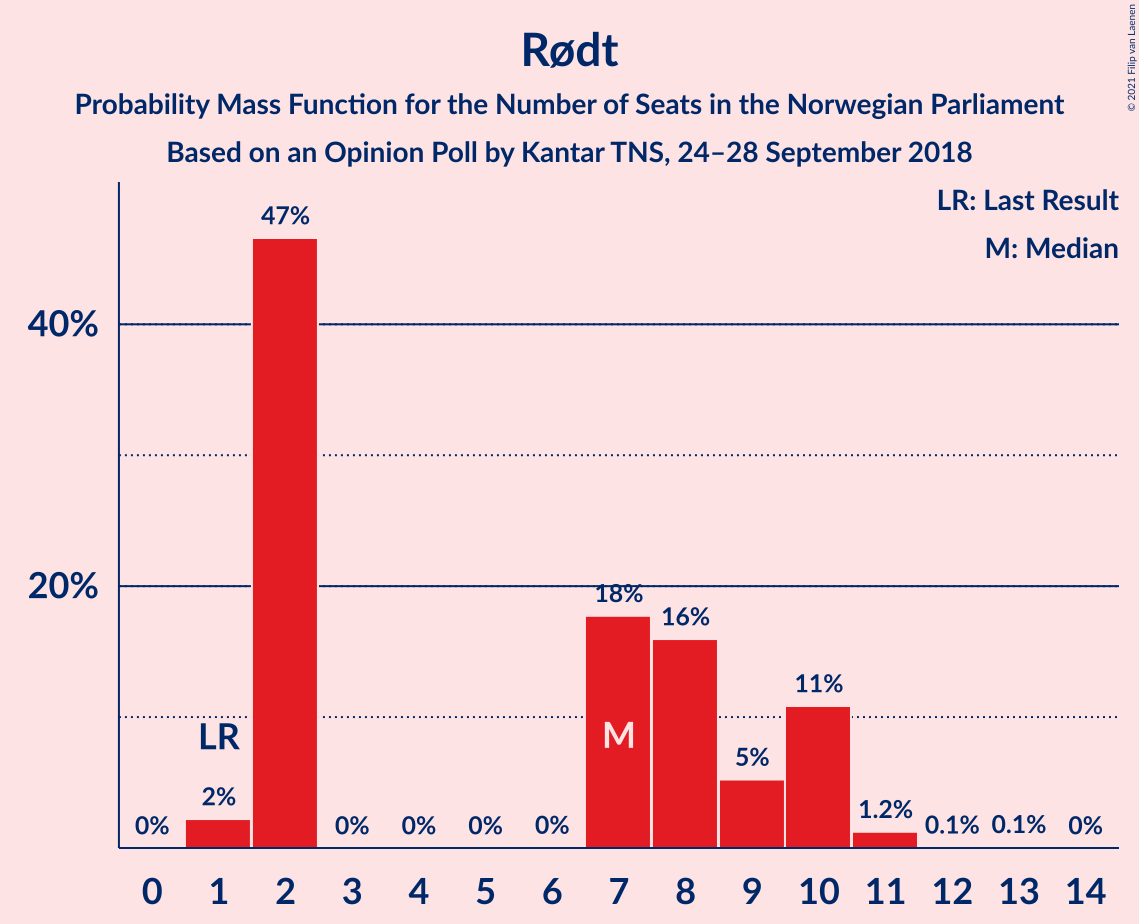 © 2021 Filip van Laenen
Rødt
Probability Mass Function for the Number of Seats in the Norwegian Parliament
Based on an Opinion Poll by Kantar TNS, 24–28 September 2018
LR: Last Result
M: Median
40%
20%
47%
18%
16%
11%
LR
M
5%
2%
1.2%
0%
0%
0%
0%
0%
0.1%
0.1%
0%
0 1 2 3 4 5 6 7 8 9 10 11 12 13 14